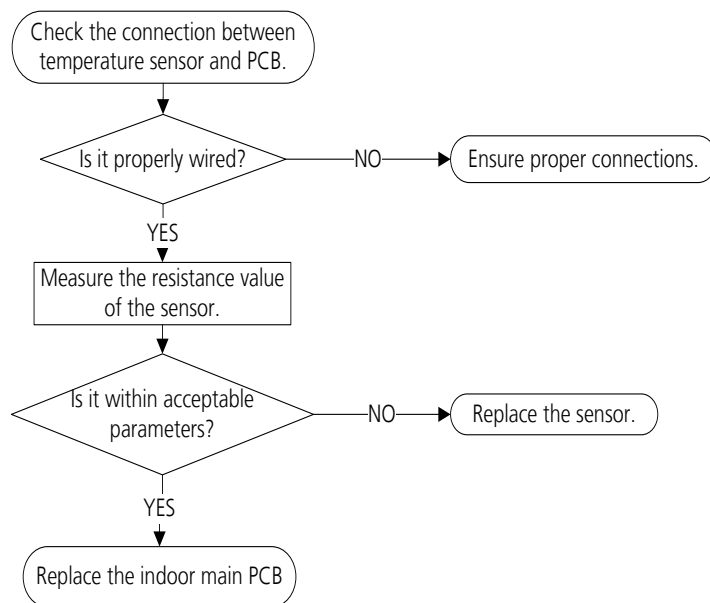 Check the connection between
temperature sensor and PCB.
Is it properly wired?
NO
Ensure proper connections.
YES
Measure the resistance value
of the sensor.
Is it within acceptable
parameters?
NO
Replace the sensor.
YES
Replace the indoor main PCB